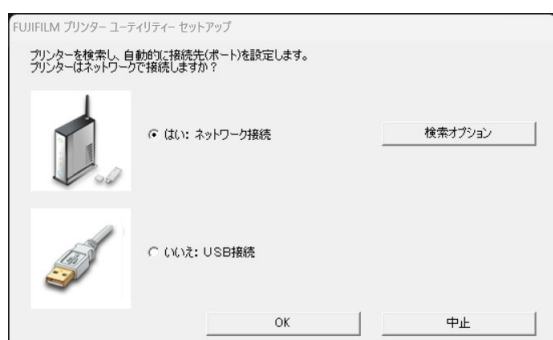 FUJIFILM プリンター ユーティリティー セットアップ
プリンターを検索し、自動的に接続先(ポート)を設定します。
プリンターはネットワークで接続しますか？
はい: ネットワーク接続
検索オプション
いいえ: USB接続
OK
中止